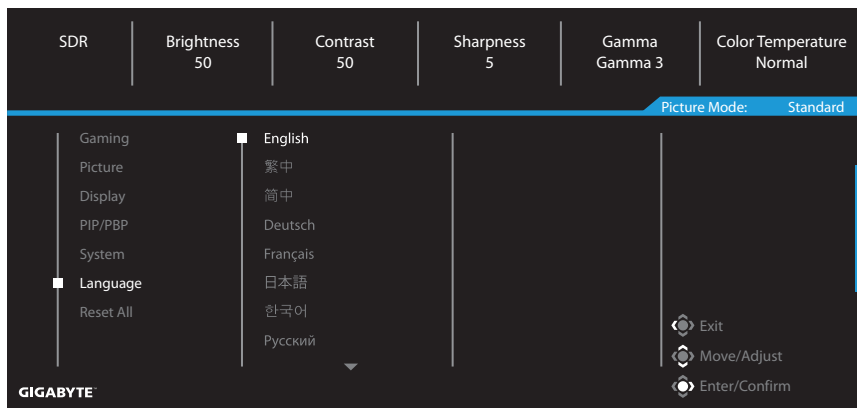 SDR
Brightness
50
Contrast
50
Sharpness
5
Gamma
Gamma 3
Color Temperature
Normal
Picture Mode: Standard
Gaming
Picture
Display
PIP/PBP
System
Language
Reset All
English
繁中
简中
Deutsch
Français
日本語
한국어
Русский
Exit
Move/Adjust
Enter/Confirm
GIGABYTE™